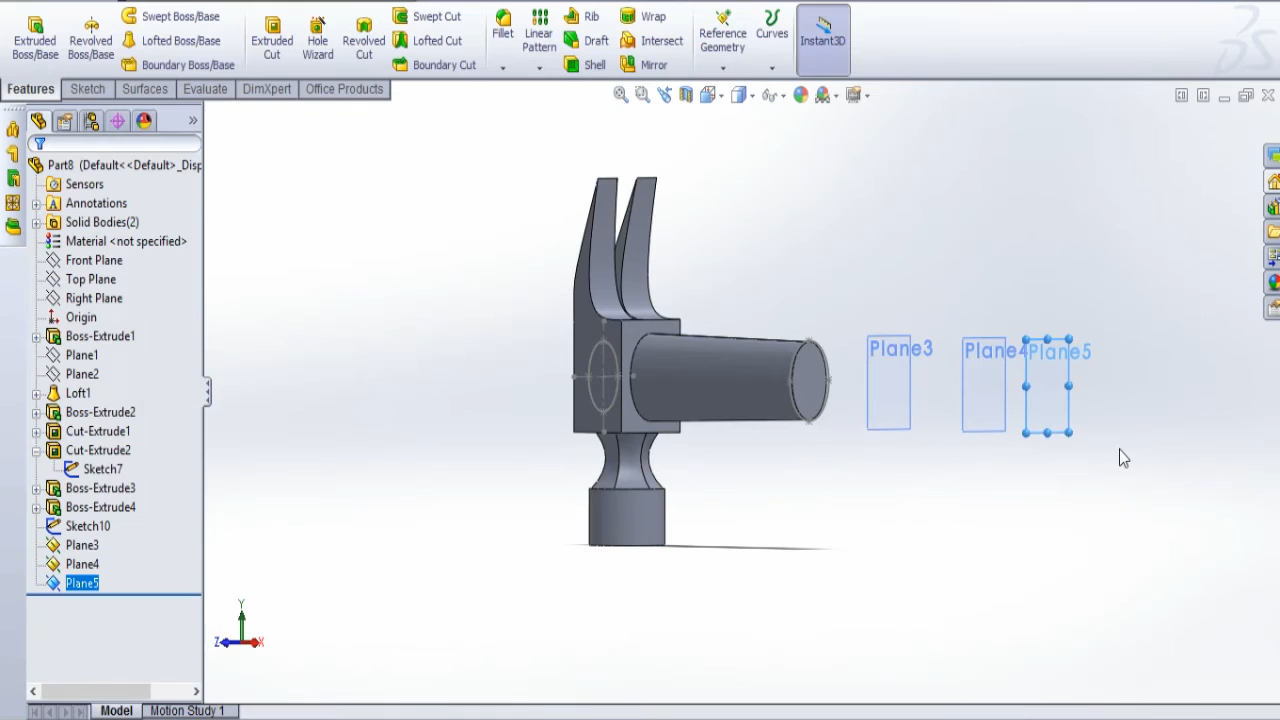 Extruded Boss/Base
Revolved Boss/Base
Swept Boss/Base
Lofted Boss/Base
Boundary Boss/Base
Extruded Cut
Hole Wizard
Revolved Cut
Swept Cut
Lofted Cut
Boundary Cut
Fillet
Linear Pattern
Rib
Draft
Shell
Wrap
Intersect
Mirror
Reference Geometry
Curves
Instant3D
Features
Sketch
Surfaces
Evaluate
DimXpert
Office Products
Part8 (Default<<Default>_Disp
Sensors
Annotations
Solid Bodies(2)
Material <not specified>
Front Plane
Top Plane
Right Plane
Origin
Boss-Extrude1
Plane1
Plane2
Loft1
Boss-Extrude2
Cut-Extrude1
Cut-Extrude2
Sketch7
Boss-Extrude3
Boss-Extrude4
Sketch10
Plane3
Plane4
Plane5
Plane3
Plane4
Plane5
Y
Z
X
Model
Motion Study 1